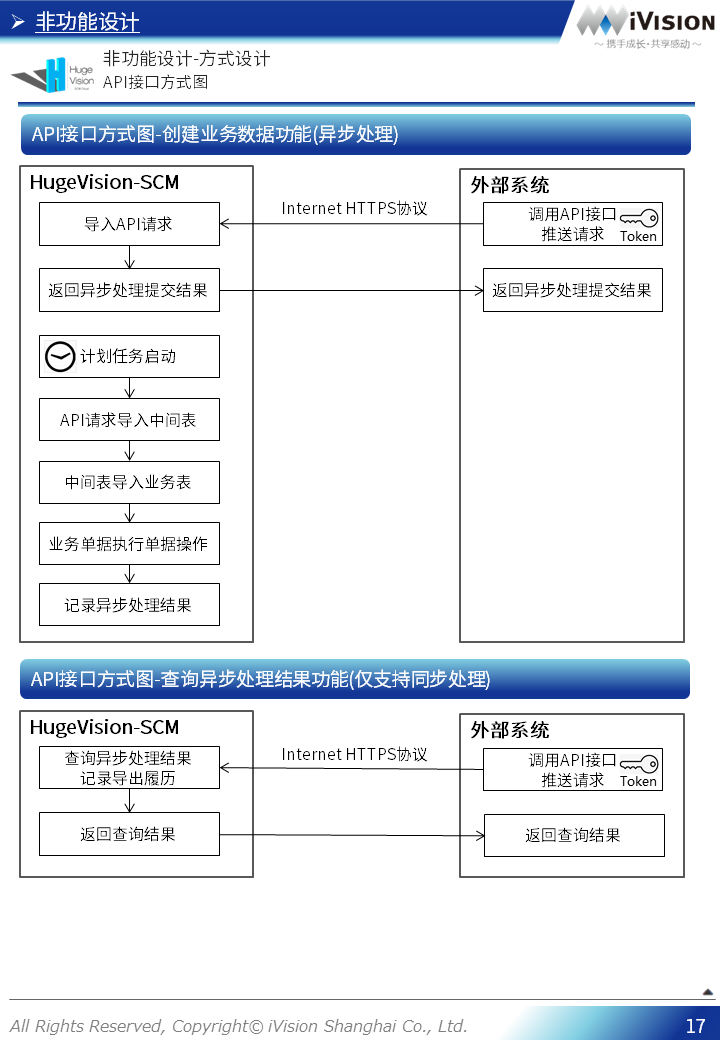 非功能设计
iVISION
～ 携手成长·共享感动 ～
Huge
Vision
非功能设计-方式设计
API接口方式图
API接口方式图-创建业务数据功能(异步处理)
HugeVision-SCM
外部系统
导入API请求
Internet HTTPS协议
调用API接口
推送请求
Token
返回异步处理提交结果
返回异步处理提交结果
计划任务启动
API请求导入中间表
中间表导入业务表
业务单据执行单据操作
记录异步处理结果
API接口方式图-查询异步处理结果功能(仅支持同步处理)
HugeVision-SCM
外部系统
查询异步处理结果
记录导出履历
Internet HTTPS协议
调用API接口
推送请求
Token
返回查询结果
返回查询结果
All Rights Reserved, Copyright© iVision Shanghai Co., Ltd.
17